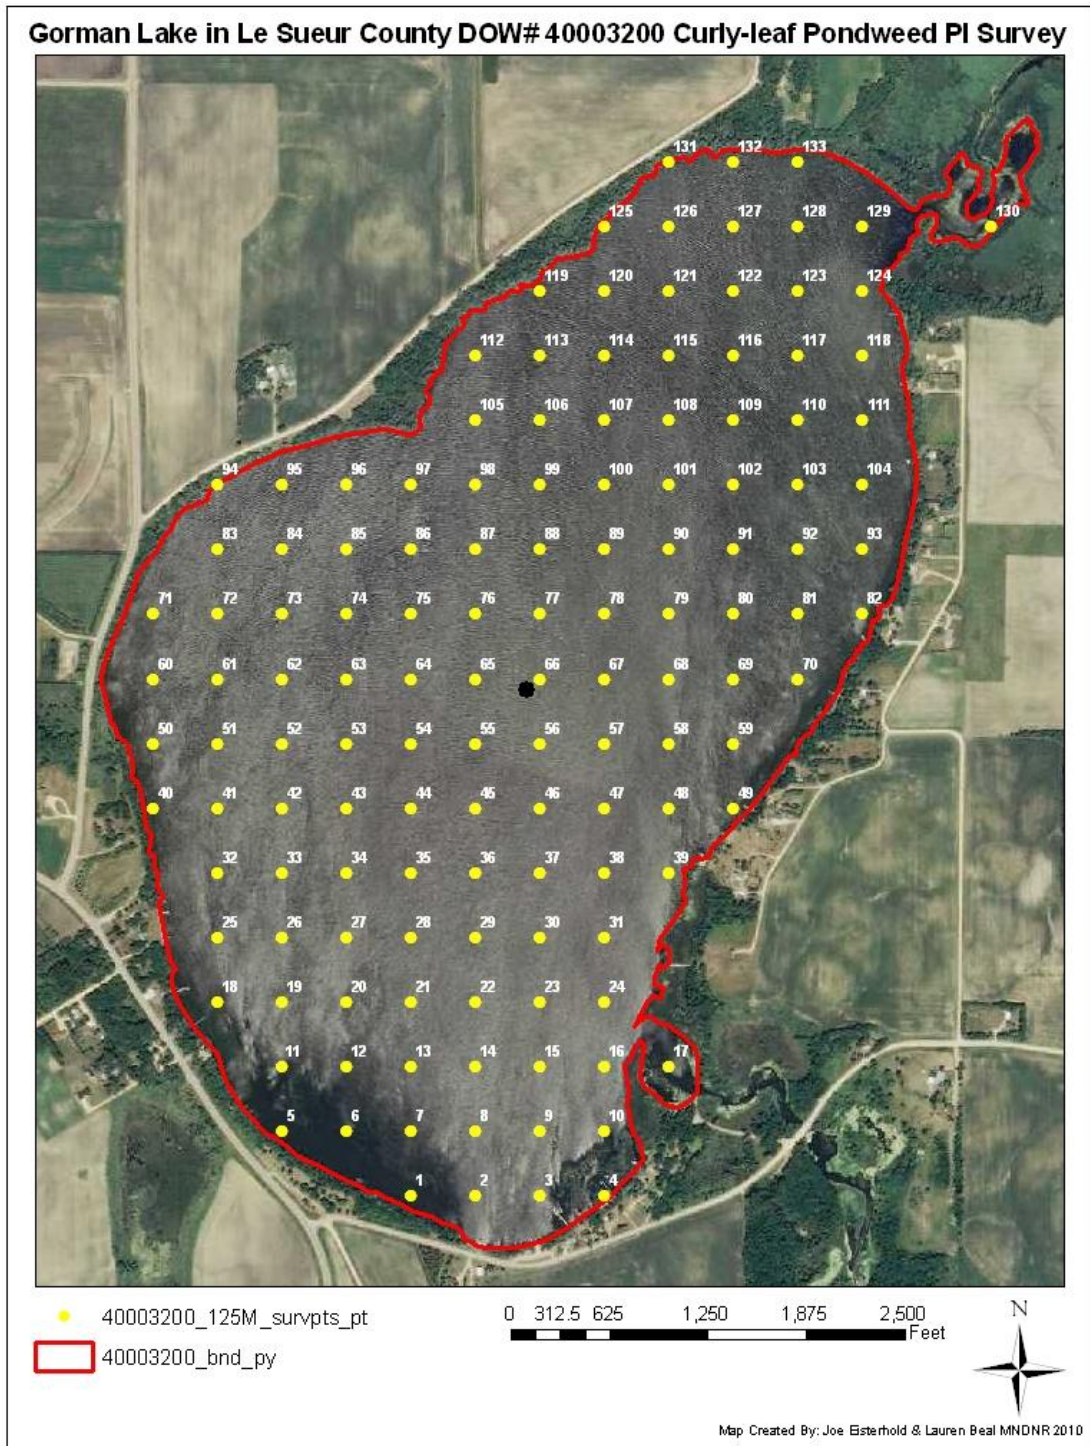 Gorman Lake in Le Sueur County DOW# 40003200 Curly-leaf Pondweed PI Survey
131 132 133
125 126 127 128 129 130
119 120 121 122 123 124
112 113 114 115 116 117 118
105 106 107 108 109 110 111
94 95 96 97 98 99 100 101 102 103 104
83 84 85 86 87 88 89 90 91 92 93
71 72 73 74 75 76 77 78 79 80 81 82
60 61 62 63 64 65 66 67 68 69 70
50 51 52 53 54 55 56 57 58 59
40 41 42 43 44 45 46 47 48 49
32 33 34 35 36 37 38 39
25 26 27 28 29 30 31
18 19 20 21 22 23 24
11 12 13 14 15 16 17
5 6 7 8 9 10
1 2 3 4
40003200_125M_survpts_pt
40003200_bnd_py
0 312.5 625 1,250 1,875 2,500
Feet
N
Map Created By: Joe Eisterhold & Lauren Beal MNDNR 2010